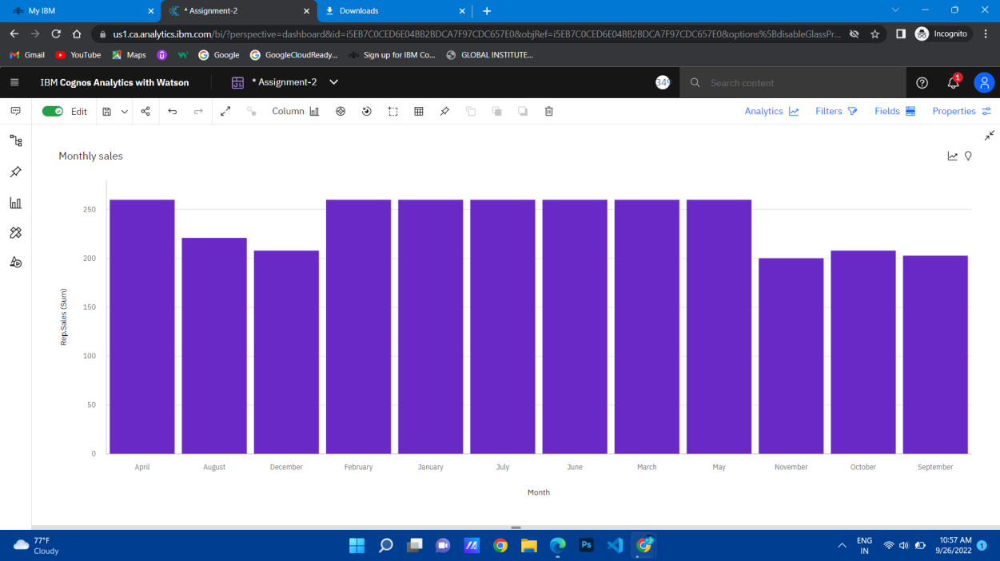 My IBM
* Assignment-2
Downloads
us1.ca.analytics.ibm.com/bi/?perspective=dashboard&id=i5EB7C0CED6E04BB2BDCA7F97CDC657E0&objRef=i5EB7C0CED6E04BB2BDCA7F97CDC657E0&options%5BdisableGlassPr...
Incognito
Gmail YouTube Maps Google GoogleCloudReady... Sign up for IBM Co... GLOBAL INSTITUTE...
IBM Cognos Analytics with Watson
* Assignment-2
Search content
1
Edit
Column
Analytics Filters Fields Properties
Monthly sales
250
200
150
100
50
0
Rep.Sales (Sum)
April August December February January July June March May November October September
Month
77°F
Cloudy
Ps
ENG
IN
10:57 AM
9/26/2022
1